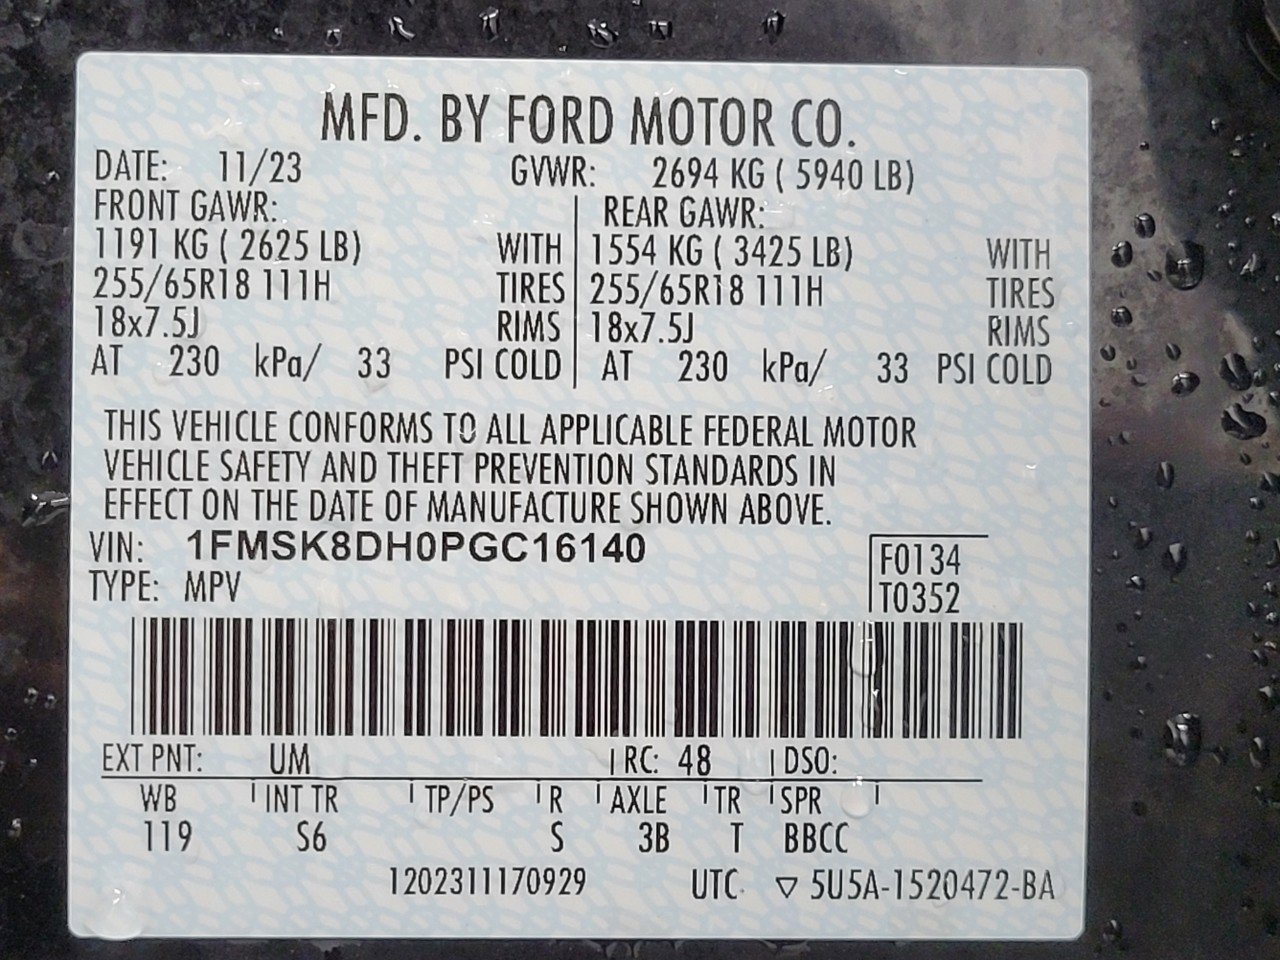 MFD. BY FORD MOTOR CO.
DATE: 11/23 GVWR: 2694 KG ( 5940 LB)
FRONT GAWR: REAR GAWR:
1191 KG ( 2625 LB) WITH 1554 KG ( 3425 LB) WITH
255/65R18 111H TIRES 255/65R18 111H TIRES
18x7.5J RIMS 18x7.5J RIMS
AT 230 kPa/ 33 PSI COLD AT 230 kPa/ 33 PSI COLD
THIS VEHICLE CONFORMS TO ALL APPLICABLE FEDERAL MOTOR
VEHICLE SAFETY AND THEFT PREVENTION STANDARDS IN
EFFECT ON THE DATE OF MANUFACTURE SHOWN ABOVE.
VIN: 1FMSK8DH0PGC16140
TYPE: MPV
F0134
T0352
EXT PNT: UM RC: 48 DSO:
WB INT TR TP/PS R AXLE TR SPR
119 S6 S 3B T BBCC
1202311170929 UTC ▽ 5U5A-1520472-BA